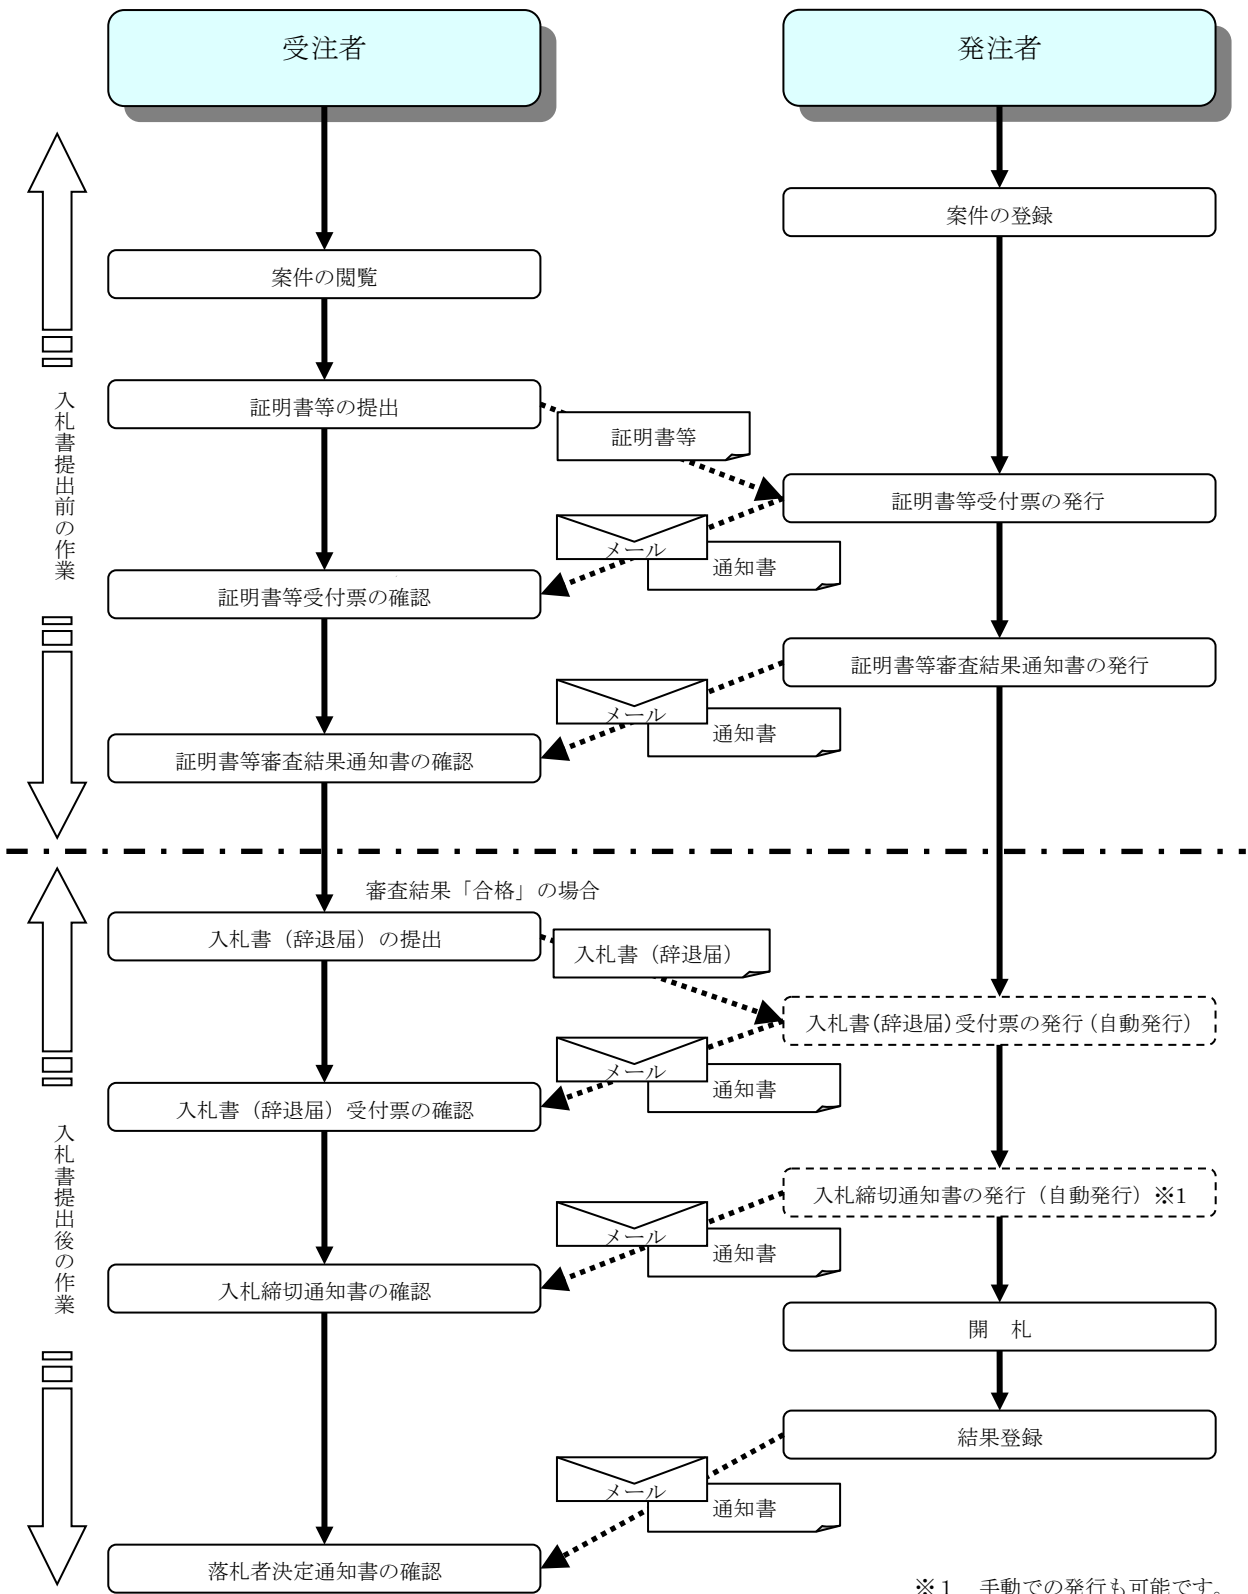 受注者
発注者
案件の登録
案件の閲覧
証明書等の提出
証明書等
証明書等受付票の発行
メール
通知書
証明書等受付票の確認
証明書等審査結果通知書の発行
メール
通知書
証明書等審査結果通知書の確認
入札書提出前の作業
審査結果「合格」の場合
入札書（辞退届）の提出
入札書（辞退届）
入札書(辞退届)受付票の発行(自動発行)
メール
通知書
入札書（辞退届）受付票の確認
入札締切通知書の発行（自動発行）※1
メール
通知書
入札締切通知書の確認
開　札
結果登録
メール
通知書
落札者決定通知書の確認
入札書提出後の作業
※１　手動での発行も可能です。